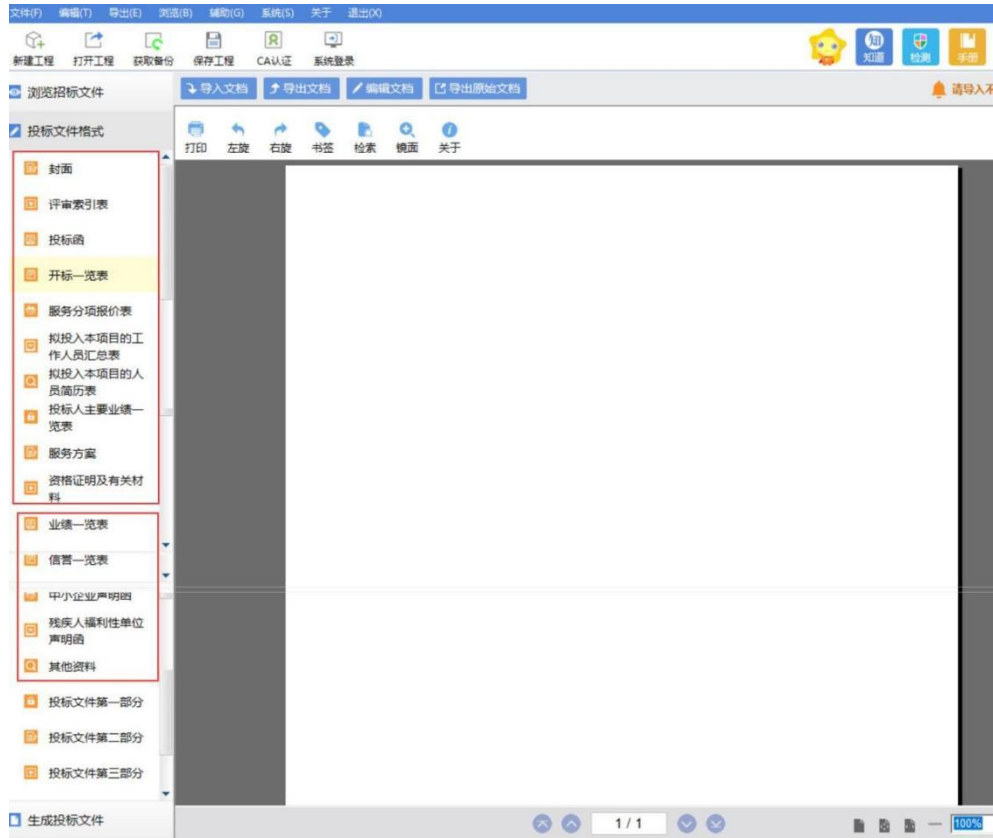 文件(F) 编辑(T) 导出(E) 浏览(B) 辅助(G) 系统(S) 关于 退出(X)
新建工程 打开工程 获取备份 保存工程 CA认证 系统登录
知
知道 检测 手册
浏览招标文件
导入文档 导出文档 编辑文档 导出原始文档
请导入不
投标文件格式
打印 左旋 右旋 书签 检索 镜面 关于
封面
评审索引表
投标函
开标一览表
服务分项报价表
拟投入本项目的工
作人员汇总表
拟投入本项目的人
员简历表
投标人主要业绩一
览表
服务方案
资格证明及有关材
料
业绩一览表
信誉一览表
中小企业声明函
残疾人福利性单位
声明函
其他资料
投标文件第一部分
投标文件第二部分
投标文件第三部分
生成投标文件
1 / 1
100%